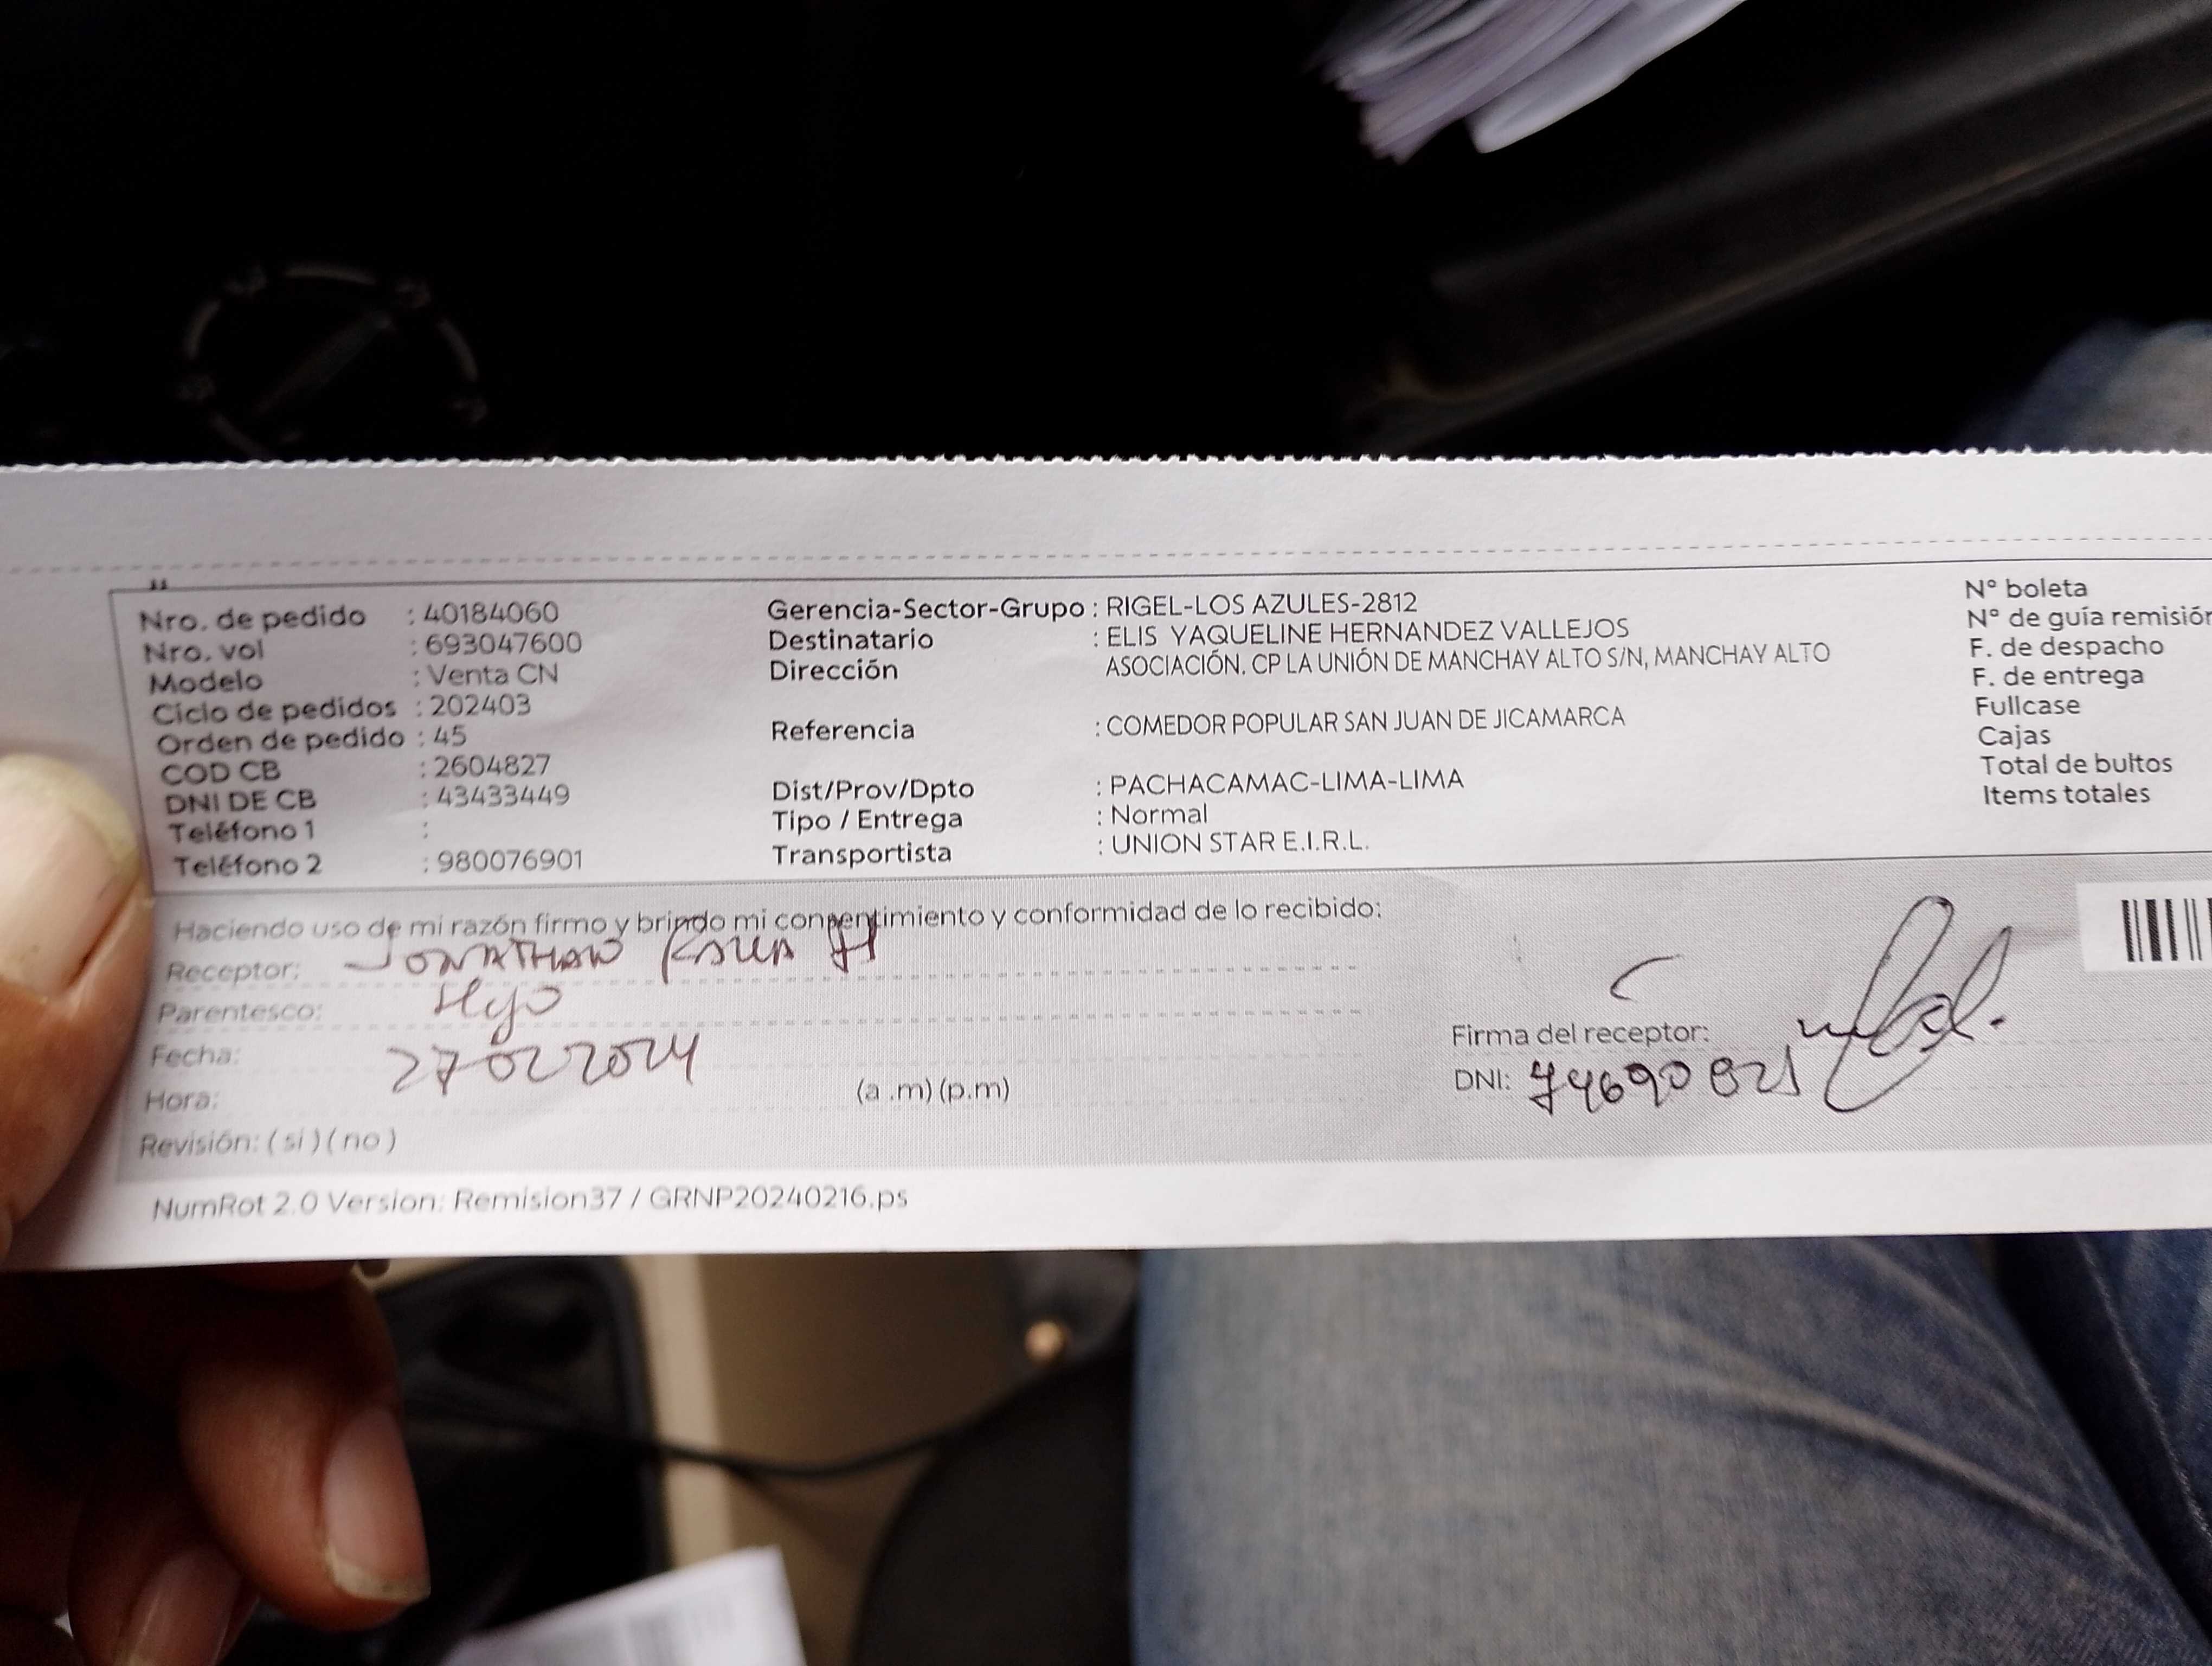 Nro. de pedido : 40184060
Nro. vol : 693047600
Modelo : Venta CN
Ciclo de pedidos : 202403
Orden de pedido : 45
COD CB : 2604827
DNI DE CB : 43433449
Teléfono 1 :
Teléfono 2 : 980076901
Gerencia-Sector-Grupo : RIGEL-LOS AZULES-2812
Destinatario : ELIS YAQUELINE HERNANDEZ VALLEJOS
Dirección ASOCIACIÓN. CP LA UNIÓN DE MANCHAY ALTO S/N, MANCHAY ALTO
Referencia : COMEDOR POPULAR SAN JUAN DE JICAMARCA
Dist/Prov/Dpto : PACHACAMAC-LIMA-LIMA
Tipo / Entrega : Normal
Transportista : UNION STAR E.I.R.L.
N° boleta
N° de guía remisión
F. de despacho
F. de entrega
Fullcase
Cajas
Total de bultos
Items totales
Haciendo uso de mi razón firmo y brindo mi consentimiento y conformidad de lo recibido:
Receptor: JONATHAN
Parentesco: Hijo
Fecha: 27 02 2024
Hora: (a .m) (p.m)
Revisión: ( si ) ( no )
Firma del receptor:
DNI: 74690821
NumRot 2.0 Version: Remision37 / GRNP20240216.ps